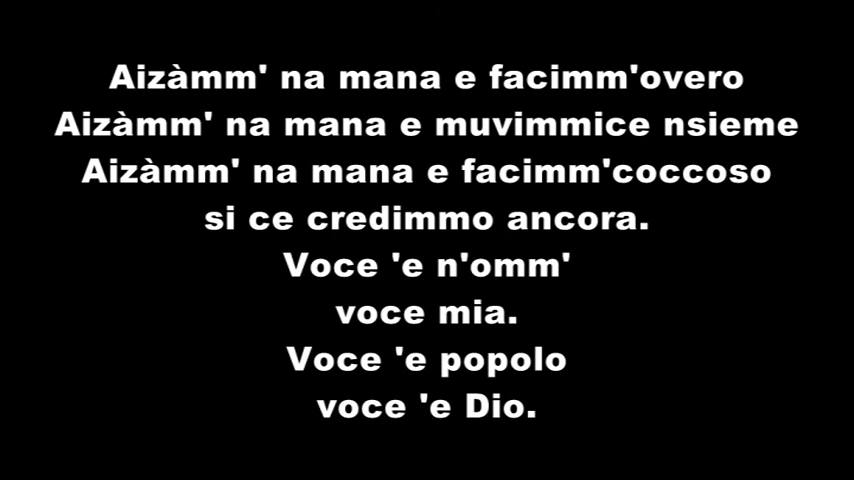 Aizàmm' na mana e facimm'overo
Aizàmm' na mana e muvimmice nsieme
Aizàmm' na mana e facimm'coccoso
si ce credimmo ancora.
Voce 'e n'omm'
voce mia.
Voce 'e popolo
voce 'e Dio.